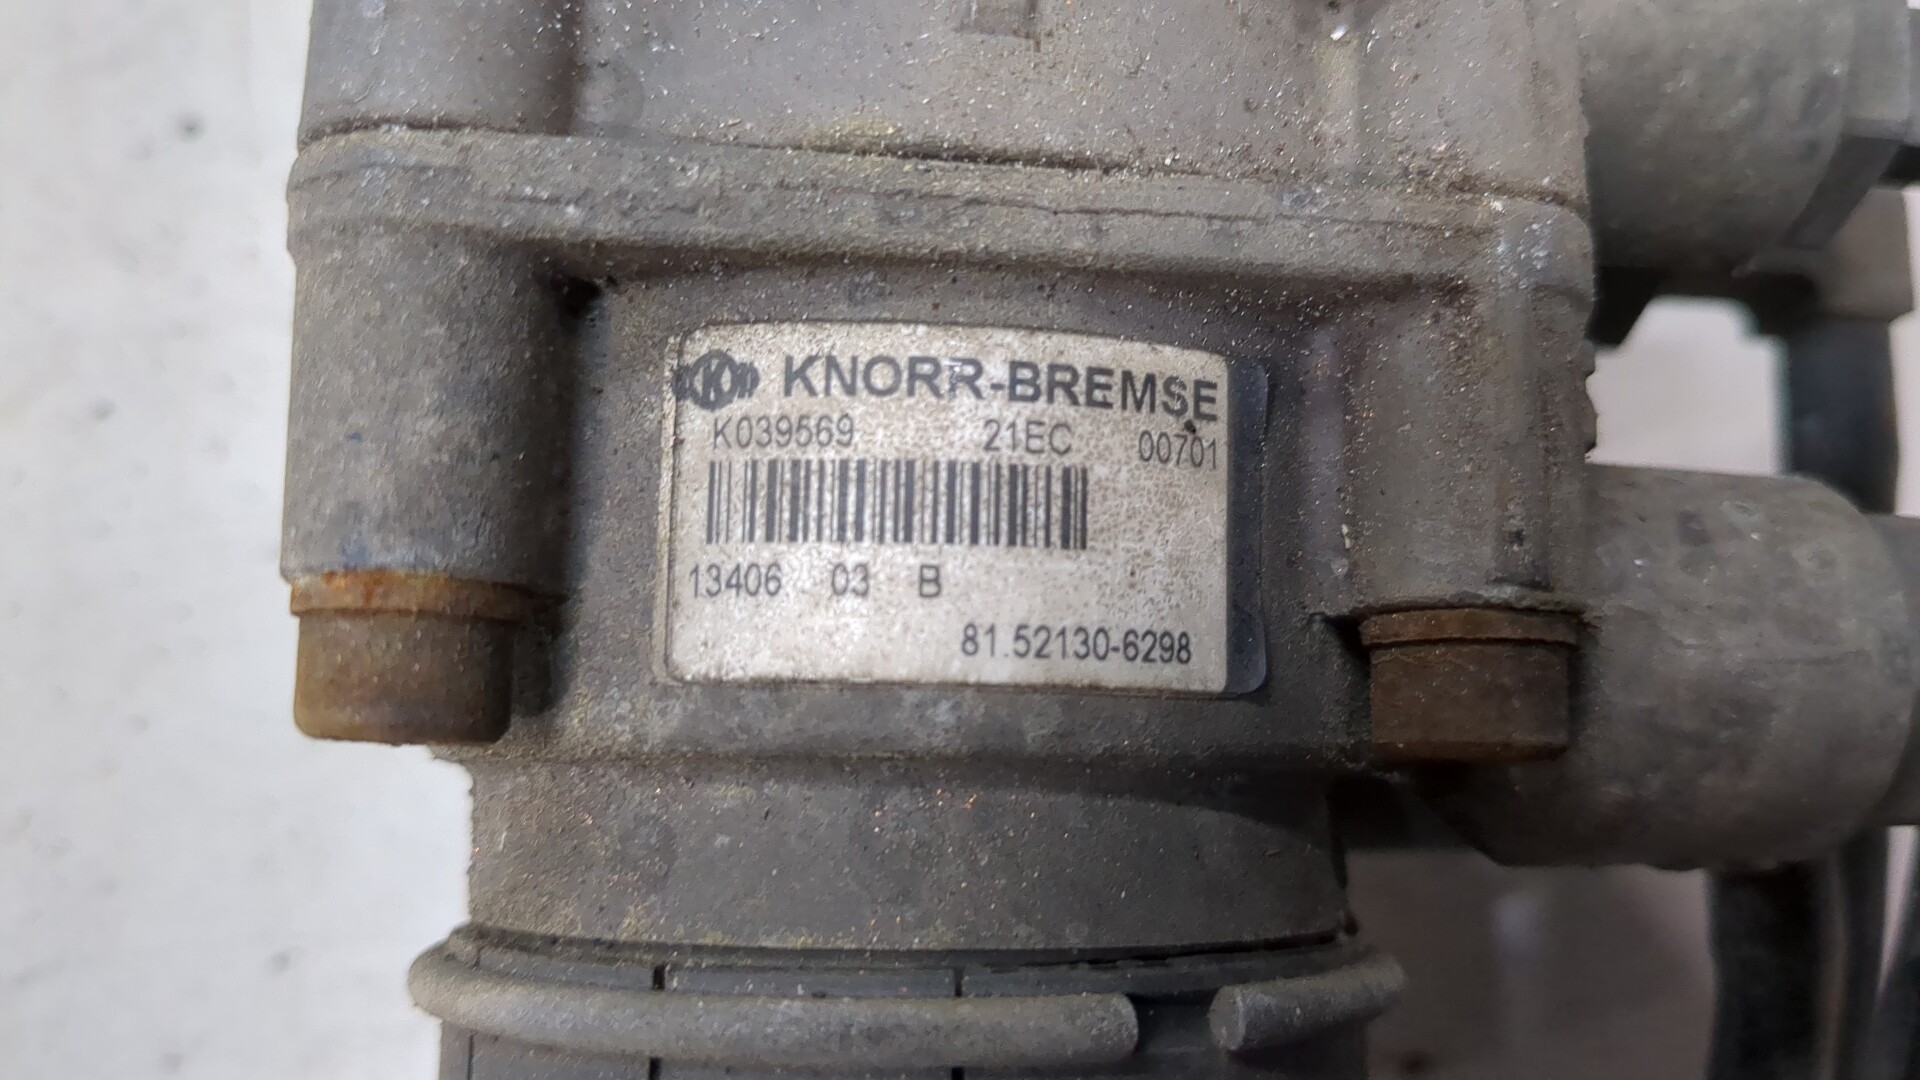 KNORR-BREMSE
K039569 21EC 00701
13406 03 B
81.52130-6298